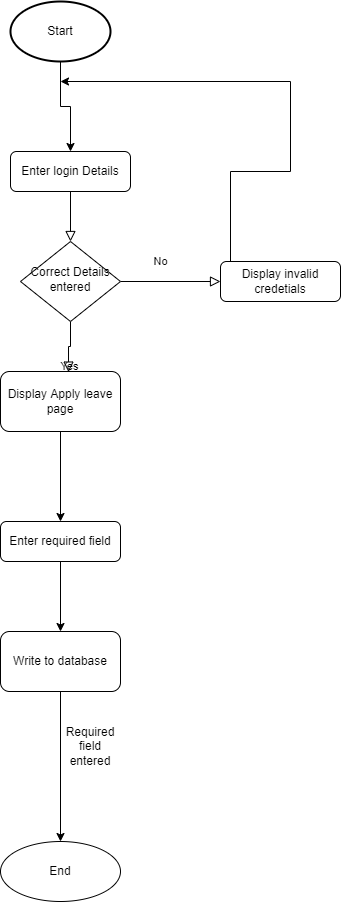 Start
Enter login Details
Correct Details
entered
No
Display invalid
credetials
Yes
Display Apply leave
page
Enter required field
Write to database
Required
field
entered
End